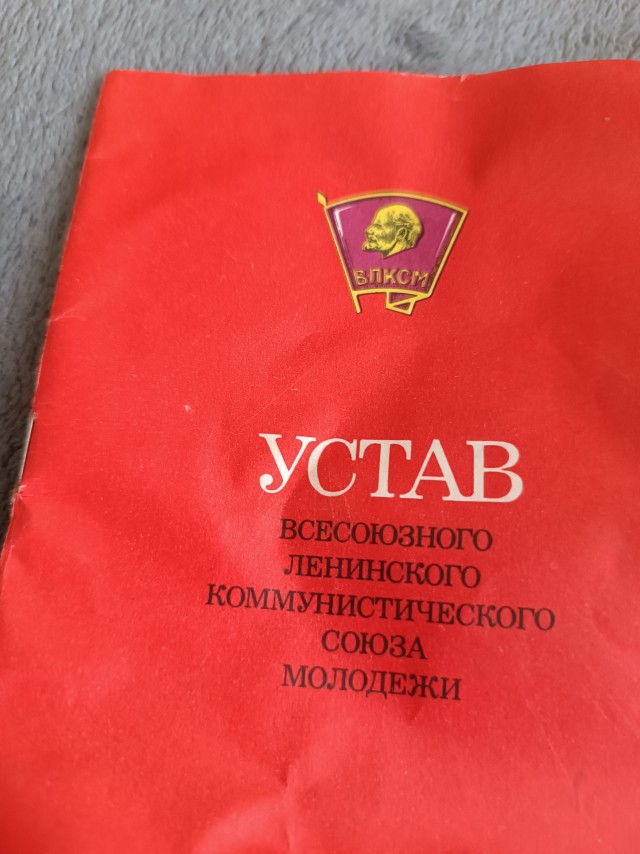 ВЛКСМ
УСТАВ
ВСЕСОЮЗНОГО
ЛЕНИНСКОГО
КОММУНИСТИЧЕСКОГО
СОЮЗА
МОЛОДЕЖИ